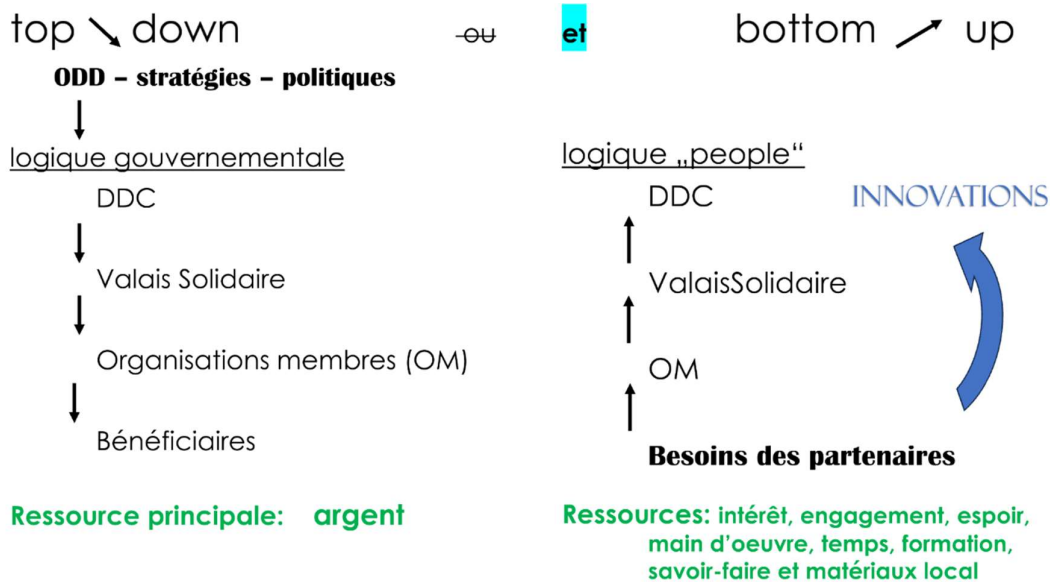 top down
ou
et
bottom up
ODD – stratégies – politiques
logique gouvernementale
DDC
Valais Solidaire
Organisations membres (OM)
Bénéficiaires
Ressource principale: argent
logique „people“
DDC
INNOVATIONS
ValaisSolidaire
OM
Besoins des partenaires
Ressources: intérêt, engagement, espoir,
main d'oeuvre, temps, formation,
savoir-faire et matériaux local